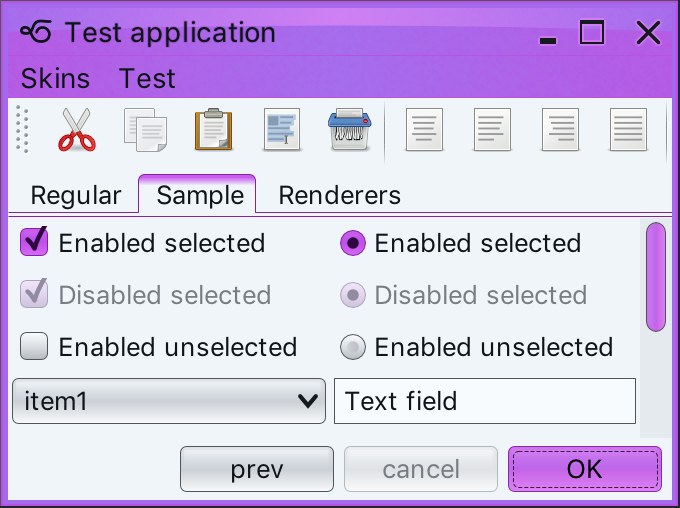 Test application
Skins Test
Regular Sample Renderers
Enabled selected Enabled selected
Disabled selected Disabled selected
Enabled unselected Enabled unselected
item1 Text field
prev cancel OK